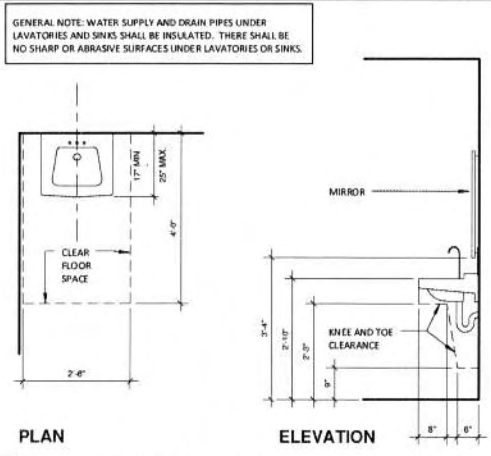 GENERAL NOTE: WATER SUPPLY AND DRAIN PIPES UNDER
LAVATORIES AND SINKS SHALL BE INSULATED. THERE SHALL BE
NO SHARP OR ABRASIVE SURFACES UNDER LAVATORIES OR SINKS.
17" MIN
25" MAX.
4'-0"
CLEAR
FLOOR
SPACE
2'-6"
PLAN
MIRROR
3'-4"
2'-10"
2'-3"
9"
KNEE AND TOE
CLEARANCE
8"
6"
ELEVATION